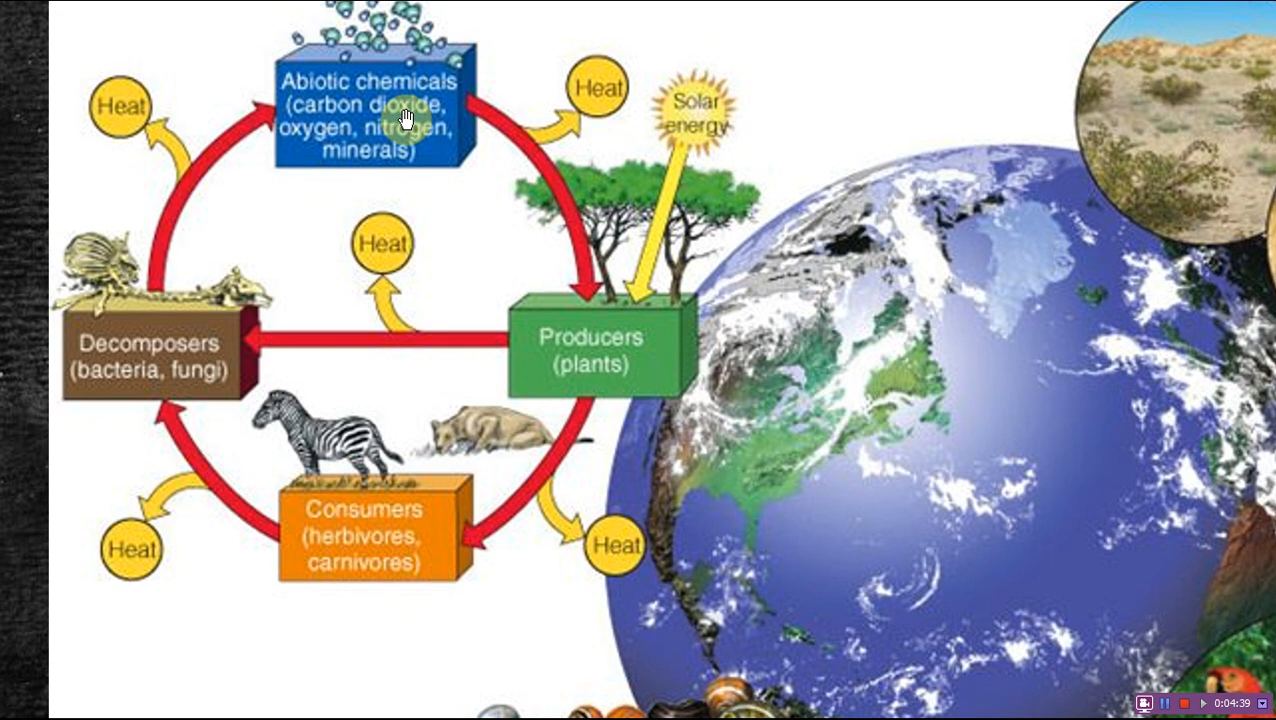 Abiotic chemicals
(carbon dioxide,
oxygen, nitrogen,
minerals)
Heat
Heat
Solar
energy
Heat
Decomposers
(bacteria, fungi)
Producers
(plants)
Consumers
(herbivores,
carnivores)
Heat
Heat
0:04:39